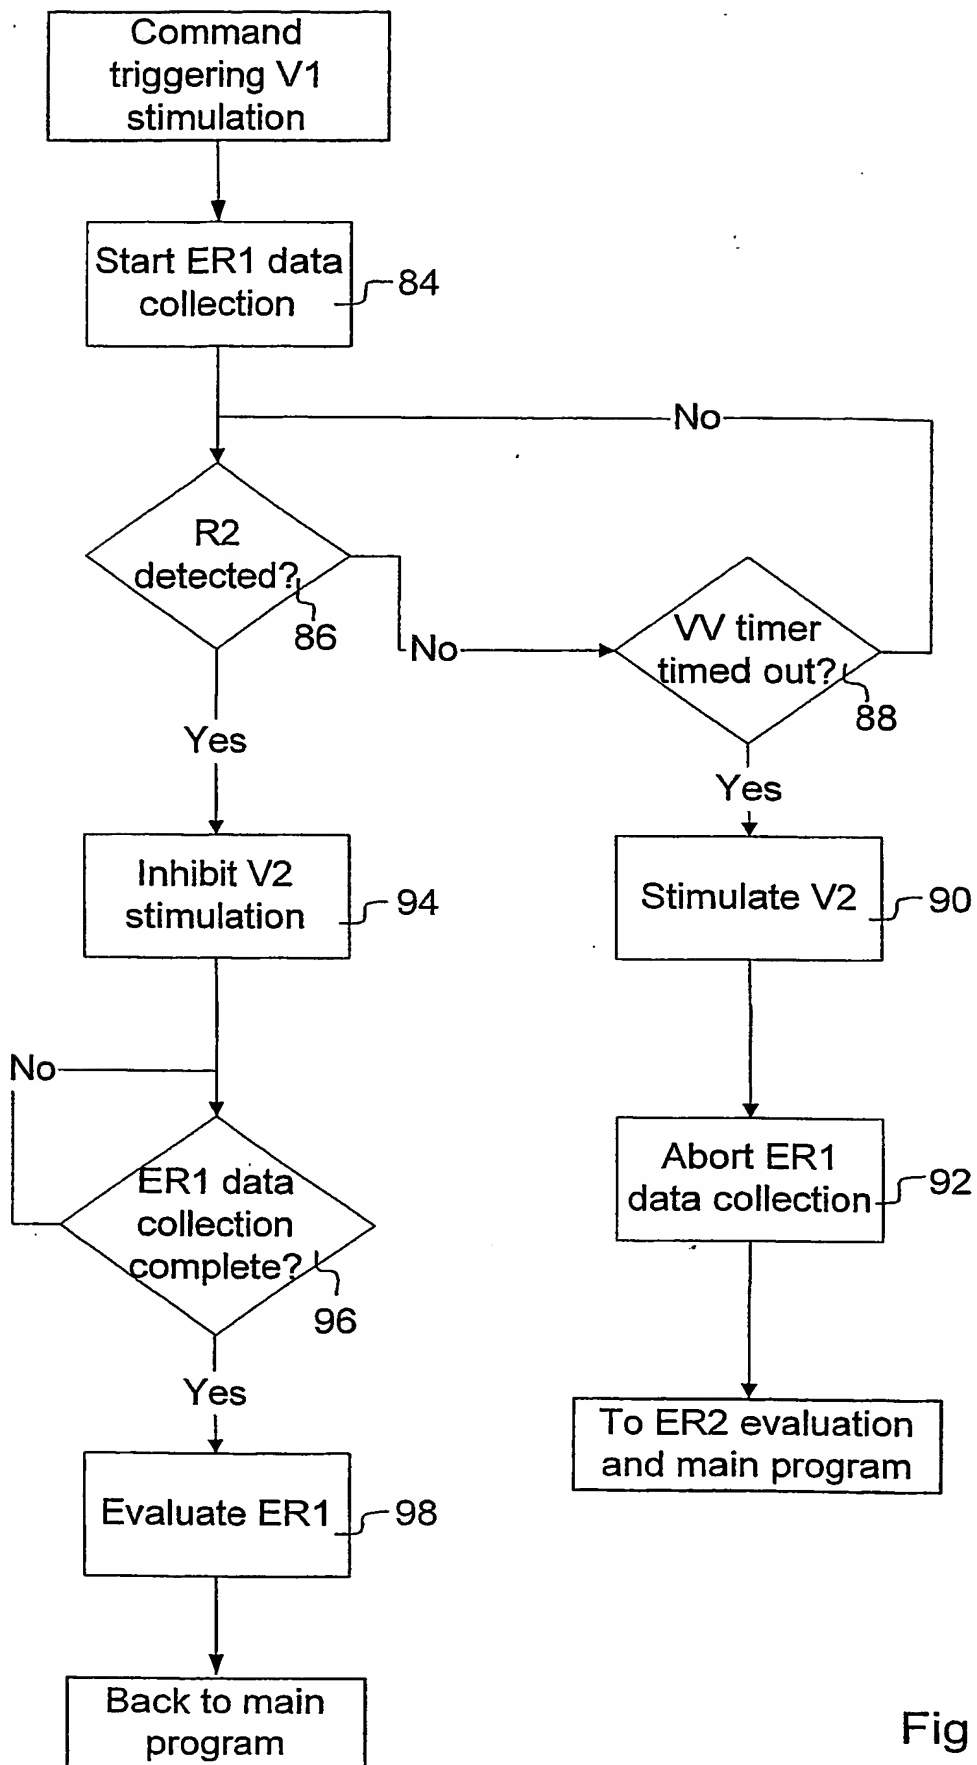 Command
triggering V1
stimulation
Start ER1 data
collection
84
No
R2
detected?
86
No
VV timer
timed out?
88
Yes
Yes
Inhibit V2
stimulation
94
Stimulate V2
90
No
ER1 data
collection
complete?
96
Abort ER1
data collection
92
Yes
To ER2 evaluation
and main program
Evaluate ER1
98
Back to main
program
Fig